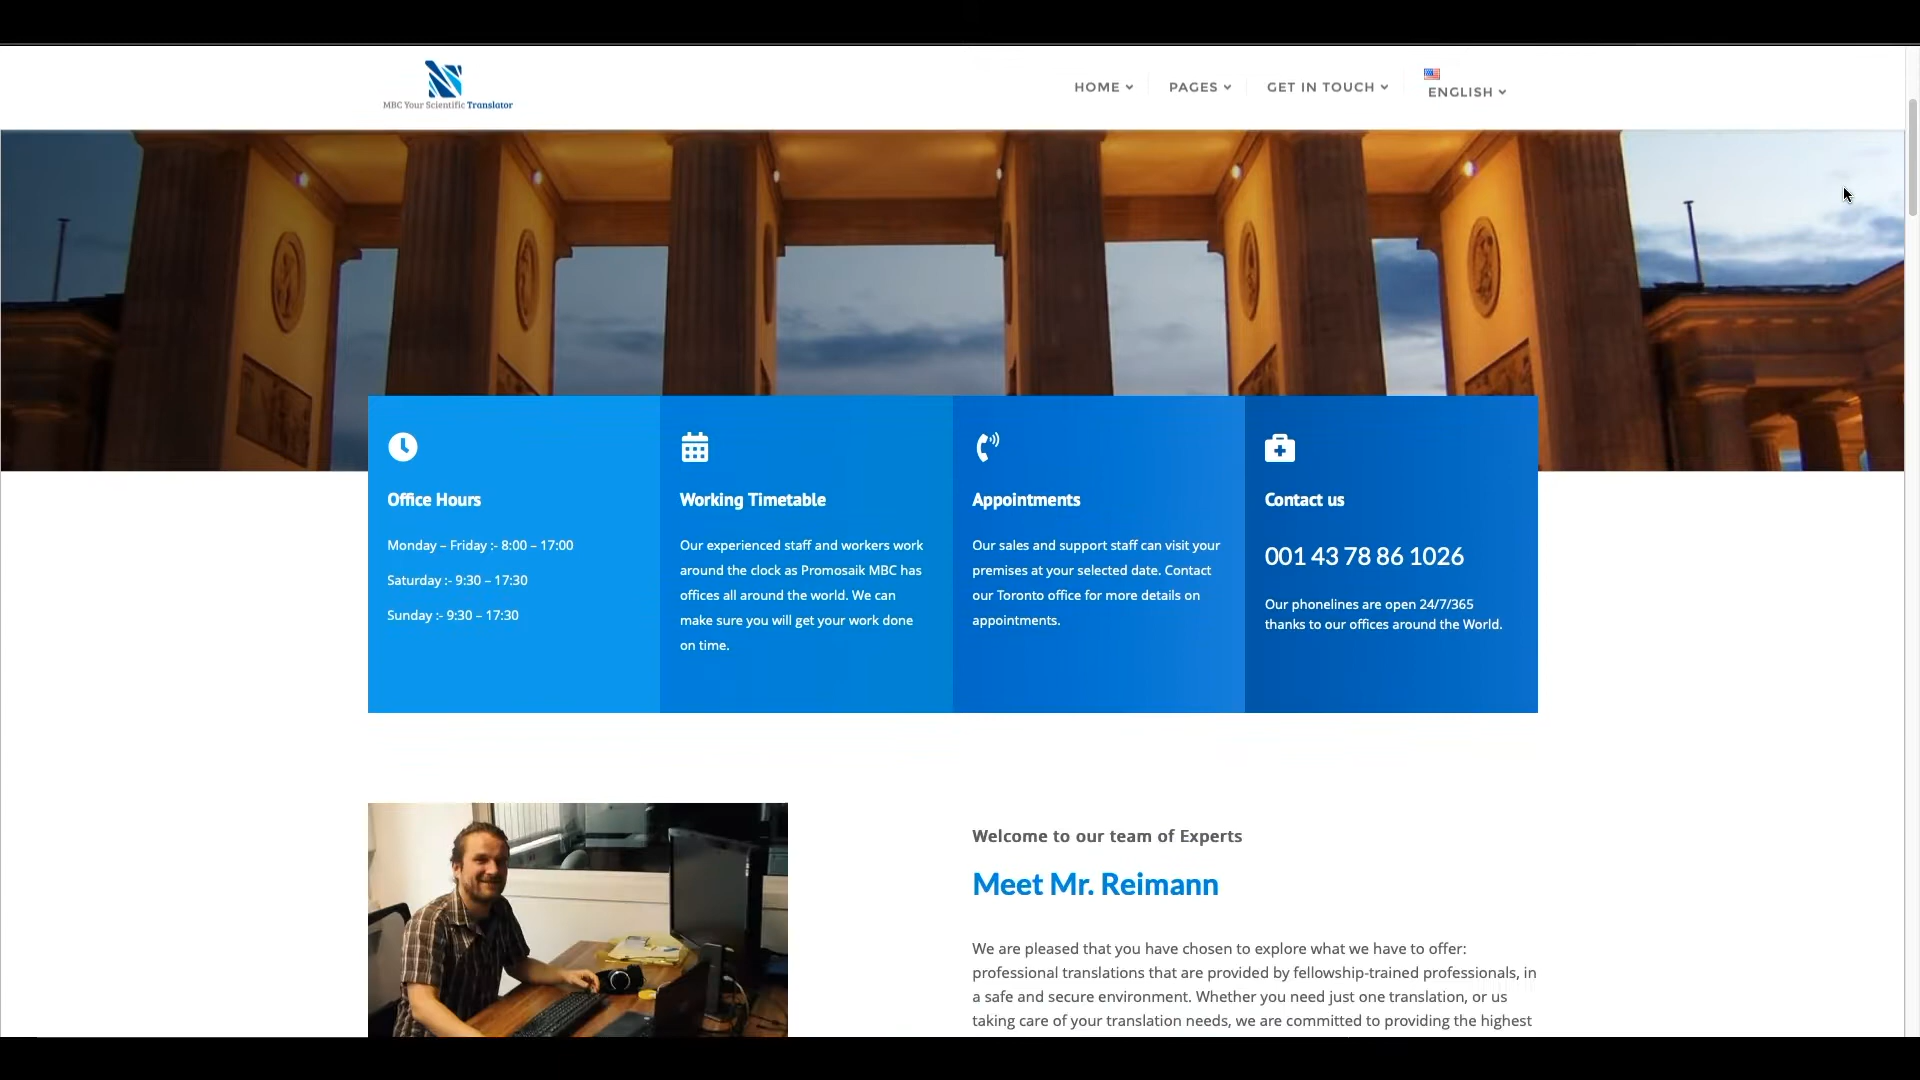 MBC Your Scientific Translator
HOME
PAGES
GET IN TOUCH
ENGLISH
Office Hours
Monday – Friday :- 8:00 – 17:00
Saturday :- 9:30 – 17:30
Sunday :- 9:30 – 17:30
Working Timetable
Our experienced staff and workers work
around the clock as Promosaik MBC has
offices all around the world. We can
make sure you will get your work done
on time.
Appointments
Our sales and support staff can visit your
premises at your selected date. Contact
our Toronto office for more details on
appointments.
Contact us
001 43 78 86 1026
Our phonelines are open 24/7/365
thanks to our offices around the World.
Welcome to our team of Experts
Meet Mr. Reimann
We are pleased that you have chosen to explore what we have to offer:
professional translations that are provided by fellowship-trained professionals, in
a safe and secure environment. Whether you need just one translation, or us
taking care of your translation needs, we are committed to providing the highest